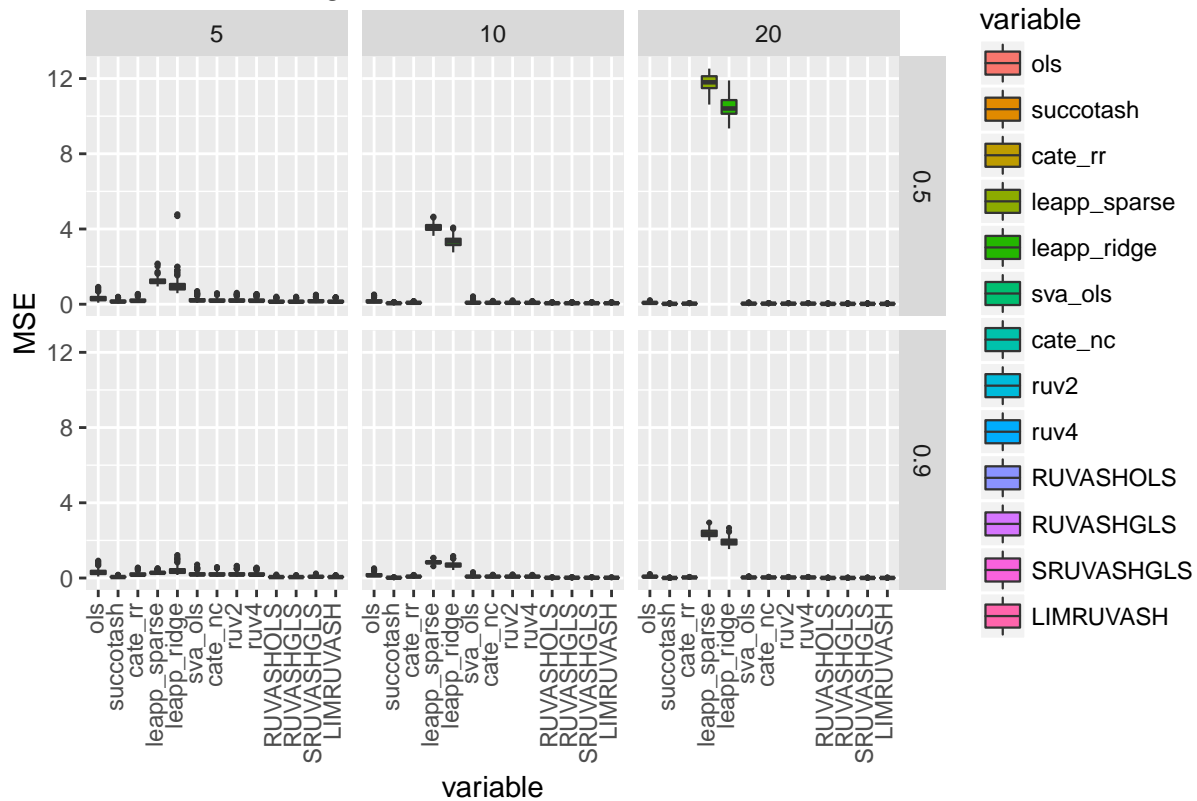 5 10 20
12
8
4
0
0.5
MSE
12
8
4
0
0.9
ols succotash cate_rr leapp_sparse leapp_ridge sva_ols cate_nc ruv2 ruv4 RUVASHOLS RUVASHGLS SRUVASHGLS LIMRUVASH
ols succotash cate_rr leapp_sparse leapp_ridge sva_ols cate_nc ruv2 ruv4 RUVASHOLS RUVASHGLS SRUVASHGLS LIMRUVASH
ols succotash cate_rr leapp_sparse leapp_ridge sva_ols cate_nc ruv2 ruv4 RUVASHOLS RUVASHGLS SRUVASHGLS LIMRUVASH
variable
variable
ols
succotash
cate_rr
leapp_sparse
leapp_ridge
sva_ols
cate_nc
ruv2
ruv4
RUVASHOLS
RUVASHGLS
SRUVASHGLS
LIMRUVASH